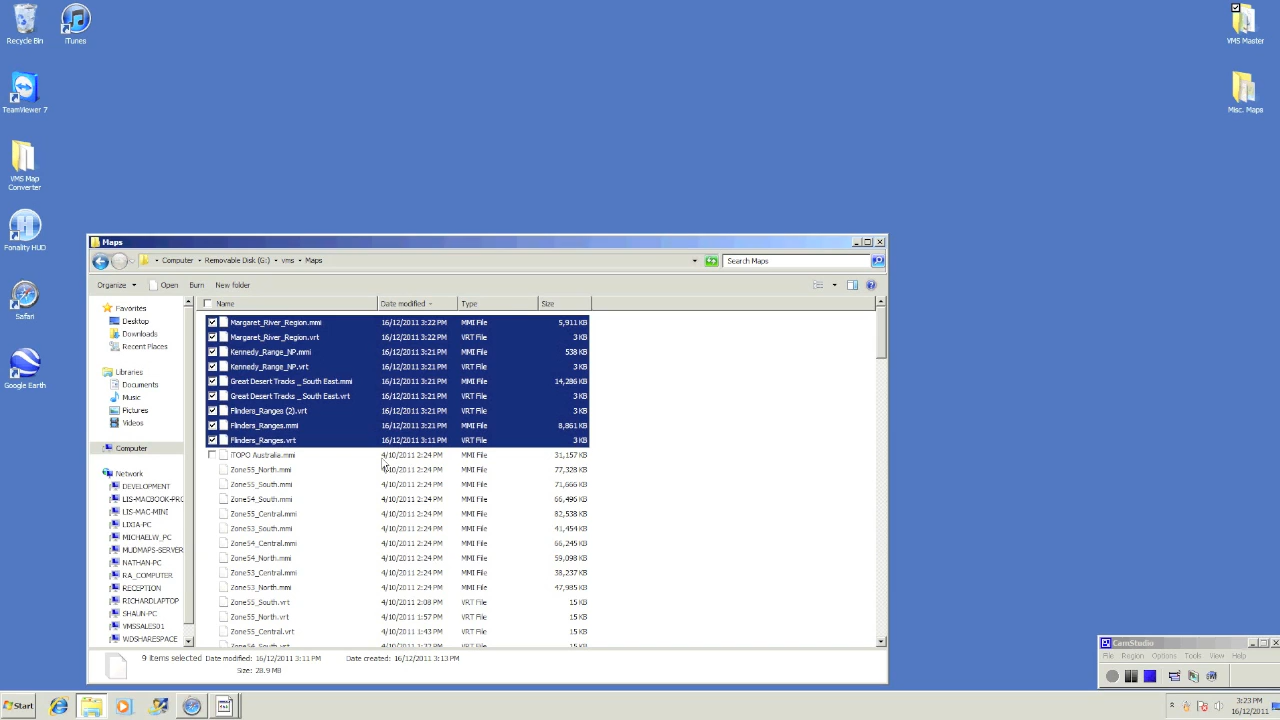 Recycle Bin
iTunes
VMS Master
TeamViewer 7
Misc. Maps
VMS Map
Converter
Fonality HUD
Safari
Google Earth
Maps
Computer Removable Disk (G:) vms Maps
Search Maps
Organize Open Burn New folder
Favorites
Desktop
Downloads
Recent Places
Libraries
Documents
Music
Pictures
Videos
Computer
Network
DEVELOPMENT
LIS-MACBOOK-PRO
LIS-MAC-MINI
LIXIA-PC
MICHAELW_PC
MUDMAPS-SERVER
NATHAN-PC
RA_COMPUTER
RECEPTION
RICHARDLAPTOP
SHAUN-PC
VMSSALES01
WDSHARESPACE
Name Date modified Type Size
Margaret_River_Region.mmi 16/12/2011 3:22 PM MMI File 5,911 KB
Margaret_River_Region.vrt 16/12/2011 3:22 PM VRT File 3 KB
Kennedy_Range_NP.mmi 16/12/2011 3:21 PM MMI File 538 KB
Kennedy_Range_NP.vrt 16/12/2011 3:21 PM VRT File 3 KB
Great Desert Tracks _ South East.mmi 16/12/2011 3:21 PM MMI File 14,286 KB
Great Desert Tracks _ South East.vrt 16/12/2011 3:21 PM VRT File 3 KB
Flinders_Ranges (2).vrt 16/12/2011 3:21 PM VRT File 3 KB
Flinders_Ranges.mmi 16/12/2011 3:21 PM MMI File 8,861 KB
Flinders_Ranges.vrt 16/12/2011 3:11 PM VRT File 3 KB
iTOPO Australia.mmi 4/10/2011 2:24 PM MMI File 31,157 KB
Zone55_North.mmi 4/10/2011 2:24 PM MMI File 77,328 KB
Zone55_South.mmi 4/10/2011 2:24 PM MMI File 71,666 KB
Zone54_South.mmi 4/10/2011 2:24 PM MMI File 66,496 KB
Zone55_Central.mmi 4/10/2011 2:24 PM MMI File 82,538 KB
Zone53_South.mmi 4/10/2011 2:24 PM MMI File 41,454 KB
Zone54_Central.mmi 4/10/2011 2:24 PM MMI File 66,245 KB
Zone54_North.mmi 4/10/2011 2:24 PM MMI File 59,098 KB
Zone53_Central.mmi 4/10/2011 2:24 PM MMI File 38,237 KB
Zone53_North.mmi 4/10/2011 2:24 PM MMI File 47,985 KB
Zone55_South.vrt 4/10/2011 2:08 PM VRT File 15 KB
Zone55_North.vrt 4/10/2011 1:57 PM VRT File 15 KB
Zone55_Central.vrt 4/10/2011 1:43 PM VRT File 15 KB
9 items selected Date modified: 16/12/2011 3:11 PM Date created: 16/12/2011 3:13 PM
Size: 28.9 MB
CamStudio
File Region Options Tools View Help
Start
3:23 PM
16/12/2011